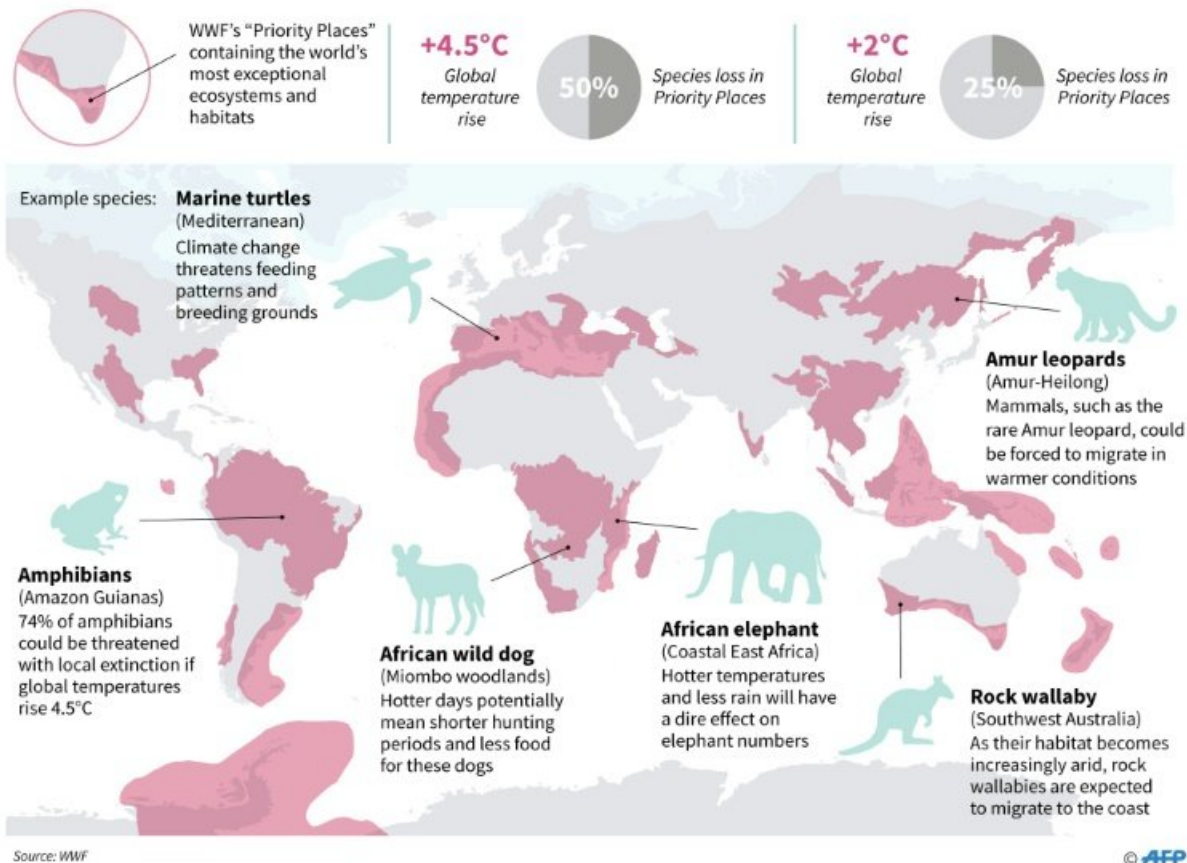 WWF's “Priority Places”
containing the world's
most exceptional
ecosystems and
habitats
+4.5°C
Global
temperature
rise
50%
Species loss in
Priority Places
+2°C
Global
temperature
rise
25%
Species loss in
Priority Places
Example species:
Marine turtles
(Mediterranean)
Climate change
threatens feeding
patterns and
breeding grounds
Amur leopards
(Amur-Heilong)
Mammals, such as the
rare Amur leopard, could
be forced to migrate in
warmer conditions
Amphibians
(Amazon Guianas)
74% of amphibians
could be threatened
with local extinction if
global temperatures
rise 4.5°C
African wild dog
(Miombo woodlands)
Hotter days potentially
mean shorter hunting
periods and less food
for these dogs
African elephant
(Coastal East Africa)
Hotter temperatures
and less rain will have
a dire effect on
elephant numbers
Rock wallaby
(Southwest Australia)
As their habitat becomes
increasingly arid, rock
wallabies are expected
to migrate to the coast
Source: WWF
© AFP